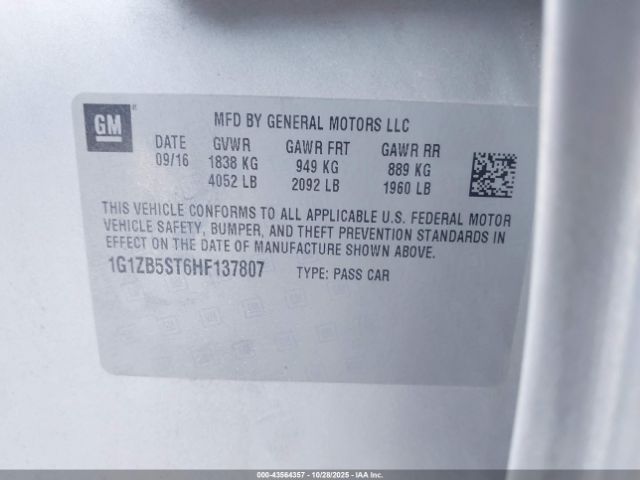 GM
MFD BY GENERAL MOTORS LLC
DATE GVWR GAWR FRT GAWR RR
09/16 1838 KG 949 KG 889 KG
4052 LB 2092 LB 1960 LB
THIS VEHICLE CONFORMS TO ALL APPLICABLE U.S. FEDERAL MOTOR
VEHICLE SAFETY, BUMPER, AND THEFT PREVENTION STANDARDS IN
EFFECT ON THE DATE OF MANUFACTURE SHOWN ABOVE.
1G1ZB5ST6HF137807 TYPE: PASS CAR
000-43564357 | 10/28/2025 | IAAI.CA